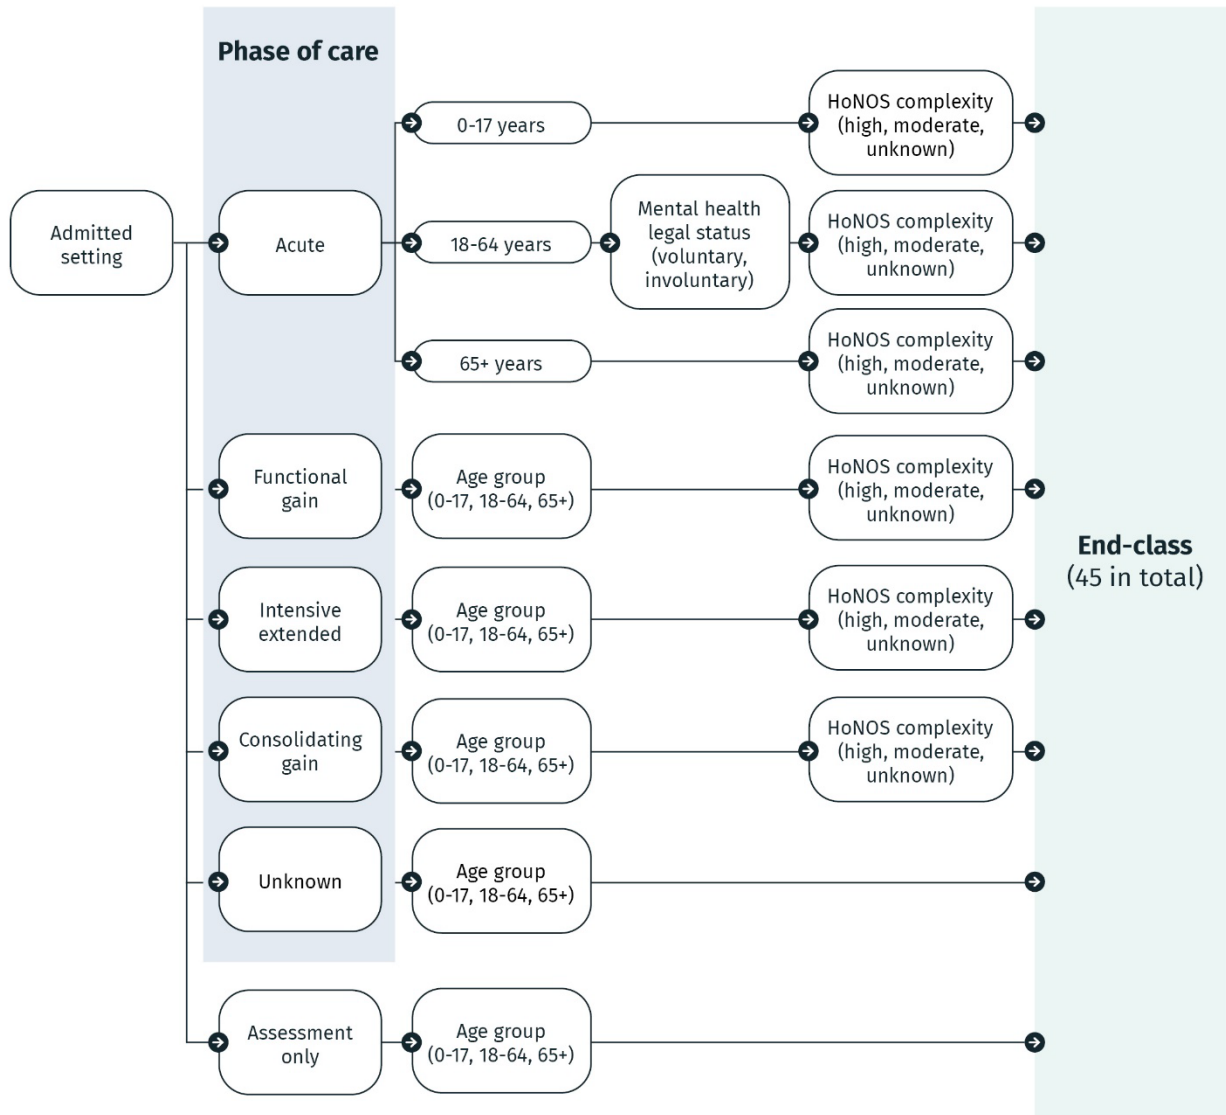 Phase of care
0-17 years
HoNOS complexity
(high, moderate,
unknown)
Admitted
setting
Acute
18-64 years
Mental health
legal status
(voluntary,
involuntary)
HoNOS complexity
(high, moderate,
unknown)
65+ years
HoNOS complexity
(high, moderate,
unknown)
Functional
gain
Age group
(0-17, 18-64, 65+)
HoNOS complexity
(high, moderate,
unknown)
End-class
(45 in total)
Intensive
extended
Age group
(0-17, 18-64, 65+)
HoNOS complexity
(high, moderate,
unknown)
Consolidating
gain
Age group
(0-17, 18-64, 65+)
HoNOS complexity
(high, moderate,
unknown)
Unknown
Age group
(0-17, 18-64, 65+)
Assessment
only
Age group
(0-17, 18-64, 65+)